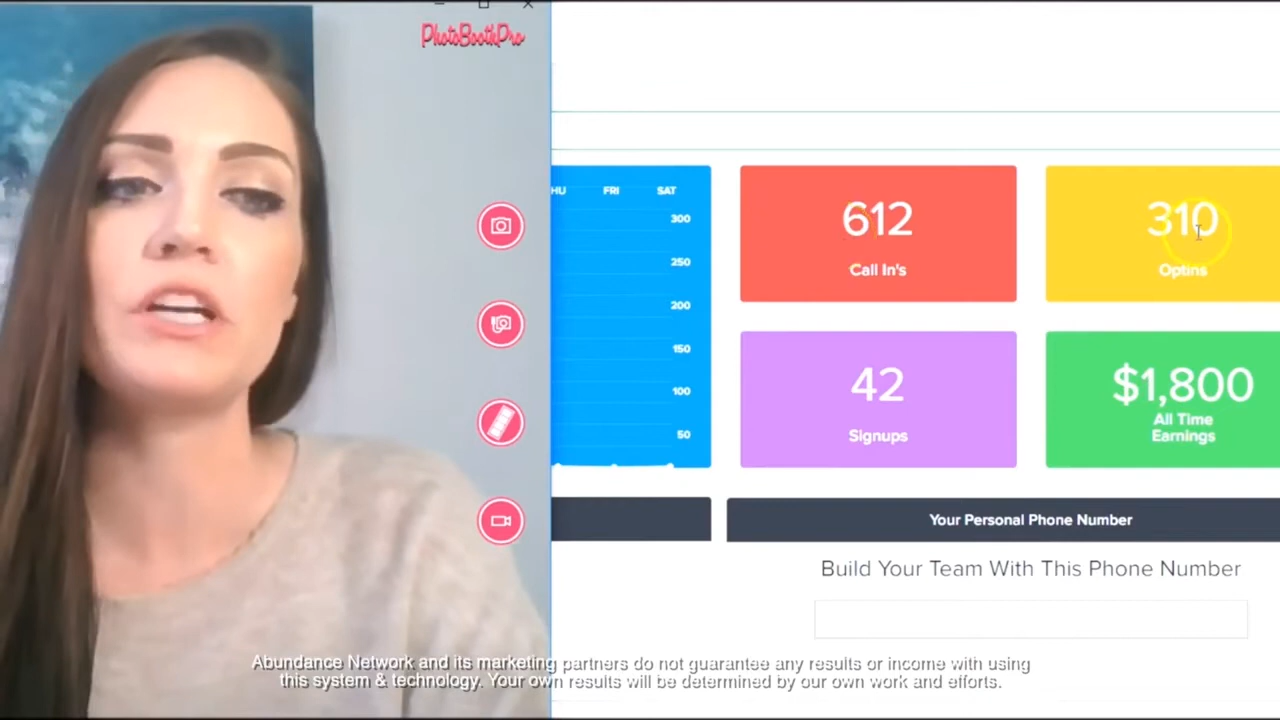 PhotoBoothPro
HU FRI SAT
300
250
200
150
100
50
612
Call In's
310
Optins
42
Signups
$1,800
All Time
Earnings
Your Personal Phone Number
Build Your Team With This Phone Number
Abundance Network and its marketing partners do not guarantee any results or income with using
this system & technology. Your own results will be determined by our own work and efforts.